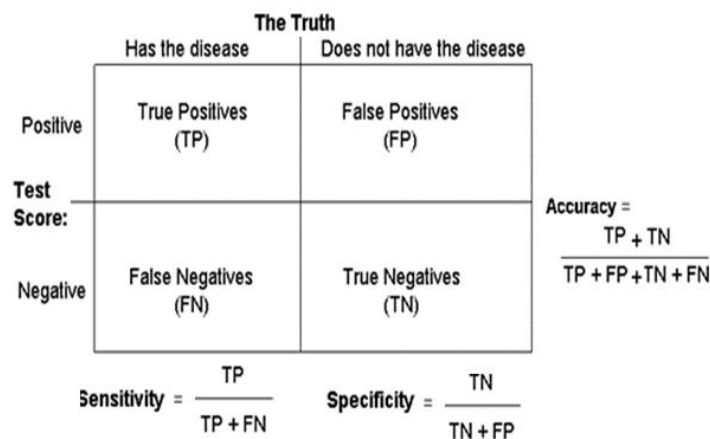 The Truth
Has the disease
Does not have the disease
Positive
True Positives
(TP)
False Positives
(FP)
Test
Score:
Negative
False Negatives
(FN)
True Negatives
(TN)
Accuracy =
TP + TN
TP + FP + TN + FN
Sensitivity =
TP
TP + FN
Specificity =
TN
TN + FP